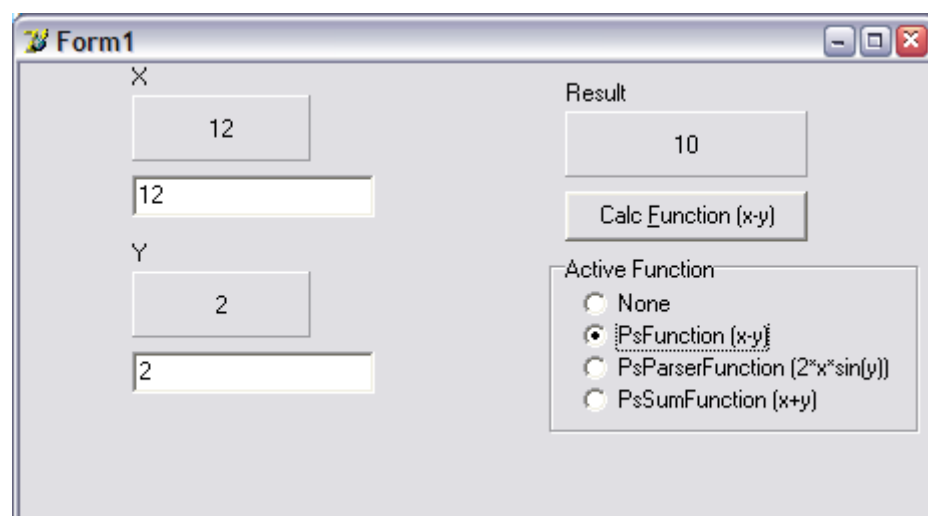 Form1
X
12
12
Y
2
2
Result
10
Calc Function (x-y)
Active Function
None
PsFunction (x-y)
PsParserFunction (2*x*sin(y))
PsSumFunction (x+y)